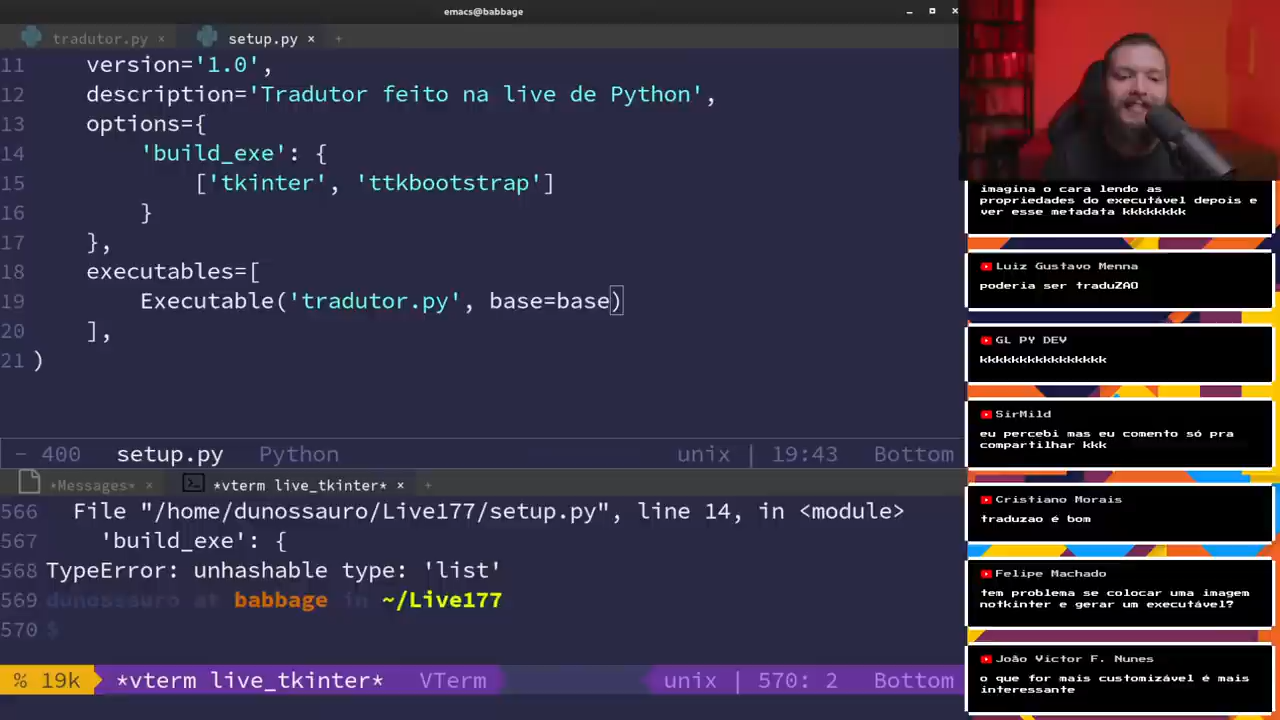 emacs@babbage
tradutor.py × setup.py × +
11 version='1.0',
12 description='Tradutor feito na live de Python',
13 options={
14 'build_exe': {
15 ['tkinter', 'ttkbootstrap']
16 }
17 },
18 executables=[
19 Executable('tradutor.py', base=base)
20 ],
21 )
- 400 setup.py Python unix | 19:43 Bottom
*Messages* × *vterm live_tkinter* × +
566 File "/home/dunossauro/Live177/setup.py", line 14, in <module>
567 'build_exe': {
568 TypeError: unhashable type: 'list'
569 dunossauro at babbage in ~/Live177
570 $
% 19k *vterm live_tkinter* VTerm unix | 570: 2 Bottom
imagina o cara lendo as
propriedades do executável depois e
ver esse metadata kkkkkkkk
Luiz Gustavo Menna
poderia ser traduZAO
GL PY DEV
kkkkkkkkkkkkkkkkk
SirMild
eu percebi mas eu comento só pra
compartilhar kkk
Cristiano Morais
traduzao é bom
Felipe Machado
tem problema se colocar uma imagem
notkinter e gerar um executável?
João Victor F. Nunes
o que for mais customizável é mais
interessante